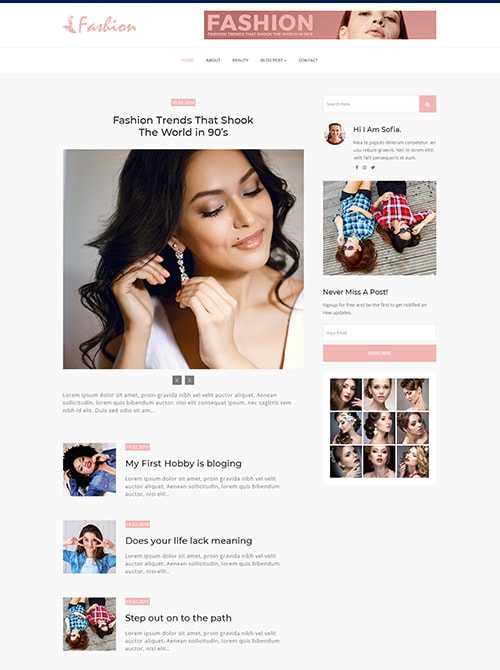 Fashion
FASHION
FASHION TRENDS THAT SHOCK THE WORLD IN 90'S
HOME
ABOUT
BEAUTY
BLOG POST
CONTACT
15.02.2019
Fashion Trends That Shook
The World in 90's
Lorem ipsum dolor sit amet, proin gravida nibh vel velit auctor aliquet. Aenean
sollicitudin, lorem quis bibendum auctor, nisi elit consequat ipsum, nec sagittis sem
nibh id elit. Duis sed odio sit am...
15.02.2019
My First Hobby is bloging
Lorem ipsum dolor sit amet, proin gravida nibh vel velit
auctor aliquet. Aenean sollicitudin, lorem quis bibendum
auctor, nisi elit..
15.02.2019
Does your life lack meaning
Lorem ipsum dolor sit amet, proin gravida nibh vel velit
auctor aliquet. Aenean sollicitudin, lorem quis bibendum
auctor, nisi elit..
15.02.2019
Step out on to the path
Lorem ipsum dolor sit amet, proin gravida nibh vel velit
auctor aliquet. Aenean sollicitudin, lorem quis bibendum
auctor, nisi elit..
Search Here
Hi I Am Sofia.
Mea te populo dolorum consetetur, an
usu rebum graecis. Nec in lorem elitr
sedt falli persequeris et eum.
Never Miss A Post!
Signup for free and be the first to get notified on
new updates.
Your Email
SUBSCRIBE